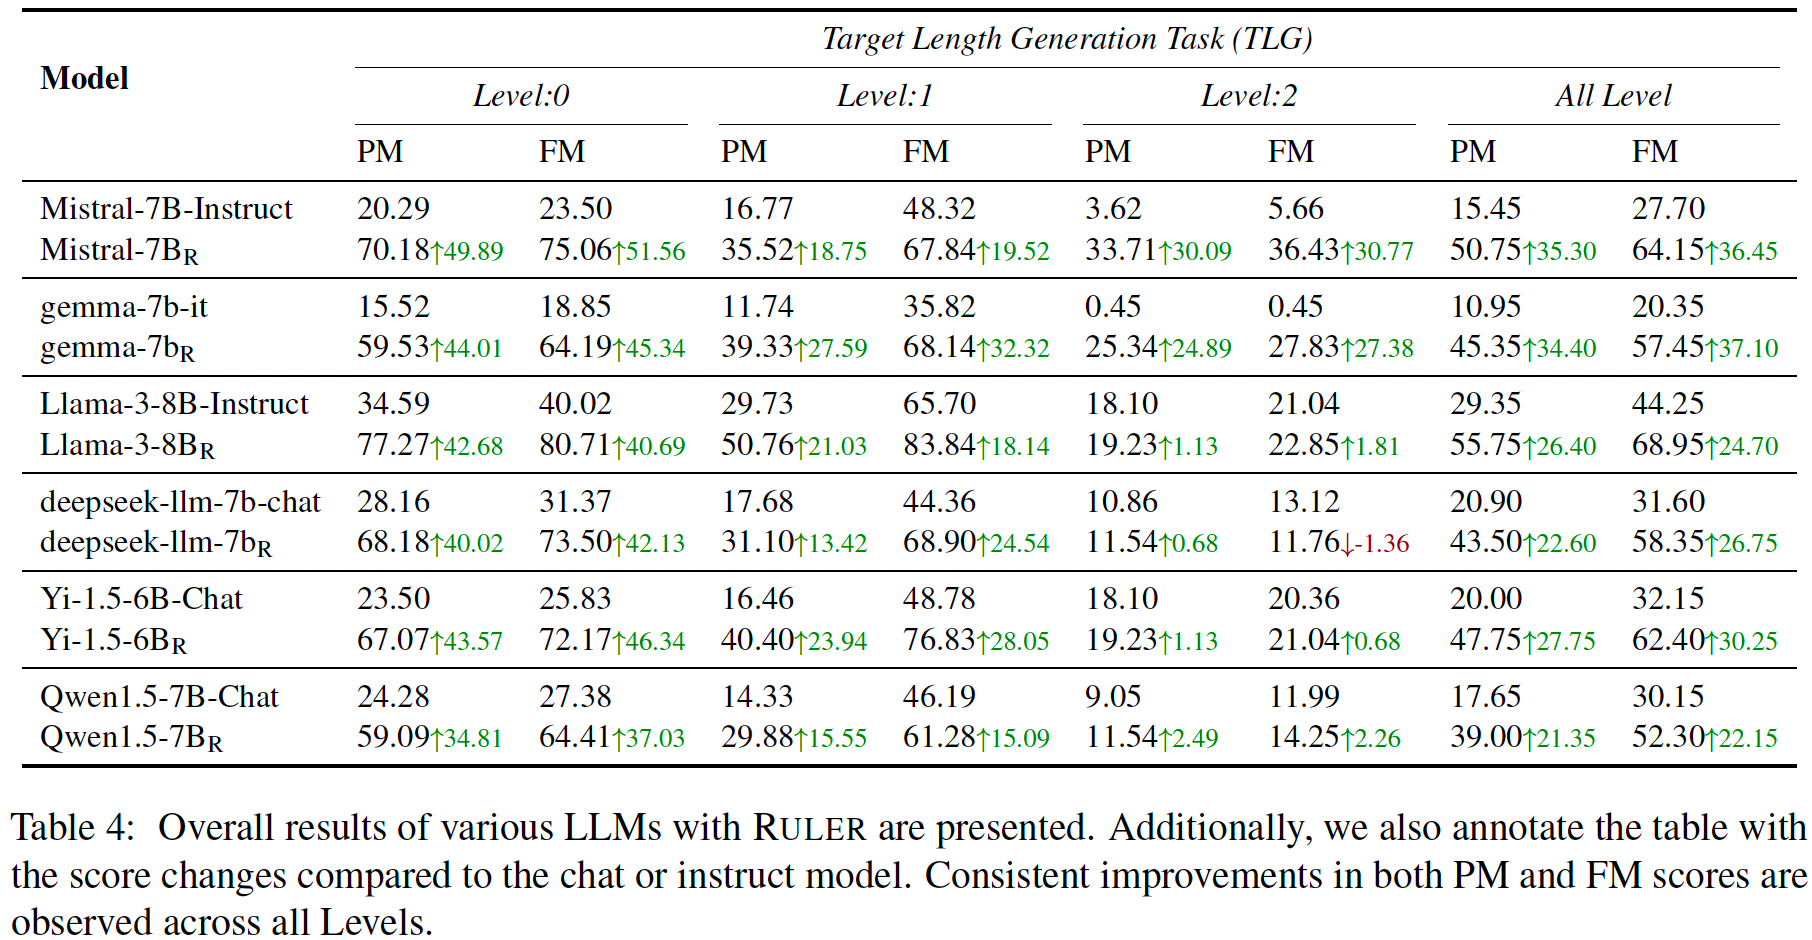 Target Length Generation Task (TLG)
Model
Level:0 Level:1 Level:2 All Level
PM FM PM FM PM FM PM FM
Mistral-7B-Instruct 20.29 23.50 16.77 48.32 3.62 5.66 15.45 27.70
Mistral-7BR 70.18↑49.89 75.06↑51.56 35.52↑18.75 67.84↑19.52 33.71↑30.09 36.43↑30.77 50.75↑35.30 64.15↑36.45
gemma-7b-it 15.52 18.85 11.74 35.82 0.45 0.45 10.95 20.35
gemma-7bR 59.53↑44.01 64.19↑45.34 39.33↑27.59 68.14↑32.32 25.34↑24.89 27.83↑27.38 45.35↑34.40 57.45↑37.10
Llama-3-8B-Instruct 34.59 40.02 29.73 65.70 18.10 21.04 29.35 44.25
Llama-3-8BR 77.27↑42.68 80.71↑40.69 50.76↑21.03 83.84↑18.14 19.23↑1.13 22.85↑1.81 55.75↑26.40 68.95↑24.70
deepseek-llm-7b-chat 28.16 31.37 17.68 44.36 10.86 13.12 20.90 31.60
deepseek-llm-7bR 68.18↑40.02 73.50↑42.13 31.10↑13.42 68.90↑24.54 11.54↑0.68 11.76↓-1.36 43.50↑22.60 58.35↑26.75
Yi-1.5-6B-Chat 23.50 25.83 16.46 48.78 18.10 20.36 20.00 32.15
Yi-1.5-6BR 67.07↑43.57 72.17↑46.34 40.40↑23.94 76.83↑28.05 19.23↑1.13 21.04↑0.68 47.75↑27.75 62.40↑30.25
Qwen1.5-7B-Chat 24.28 27.38 14.33 46.19 9.05 11.99 17.65 30.15
Qwen1.5-7BR 59.09↑34.81 64.41↑37.03 29.88↑15.55 61.28↑15.09 11.54↑2.49 14.25↑2.26 39.00↑21.35 52.30↑22.15
Table 4: Overall results of various LLMs with RULER are presented. Additionally, we also annotate the table with
the score changes compared to the chat or instruct model. Consistent improvements in both PM and FM scores are
observed across all Levels.